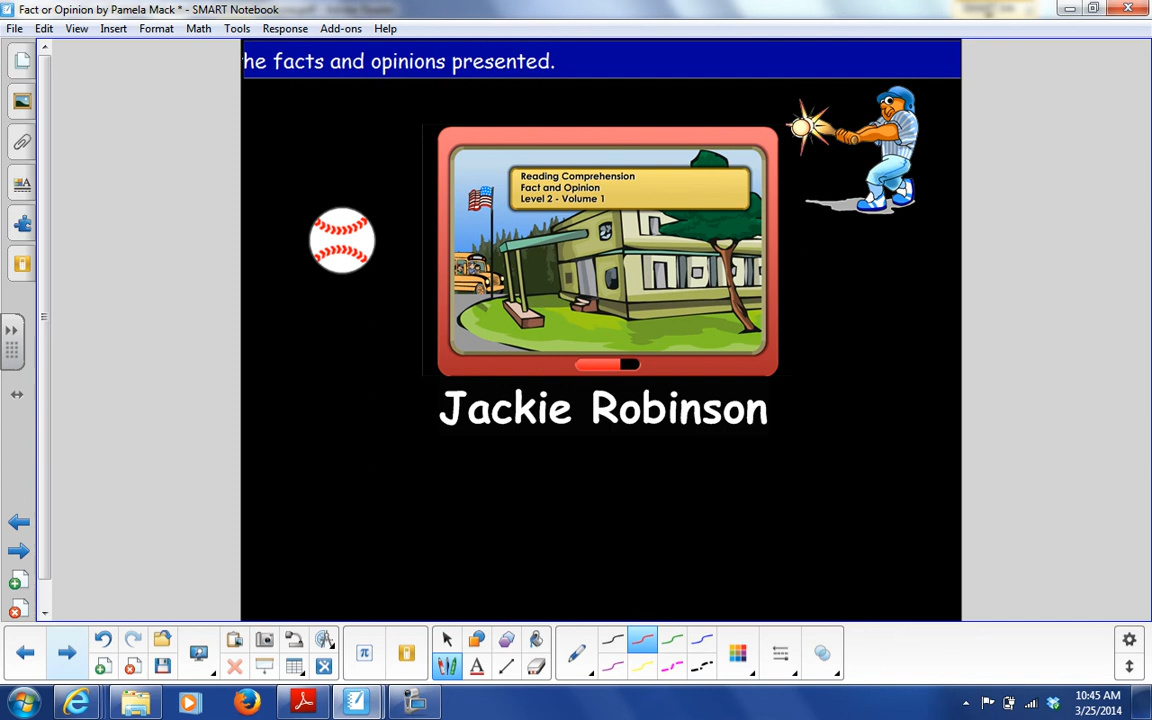 Fact or Opinion by Pamela Mack * - SMART Notebook
File Edit View Insert Format Math Tools Response Add-ons Help
he facts and opinions presented.
Reading Comprehension
Fact and Opinion
Level 2 - Volume 1
Jackie Robinson
π
A
10:45 AM
3/25/2014